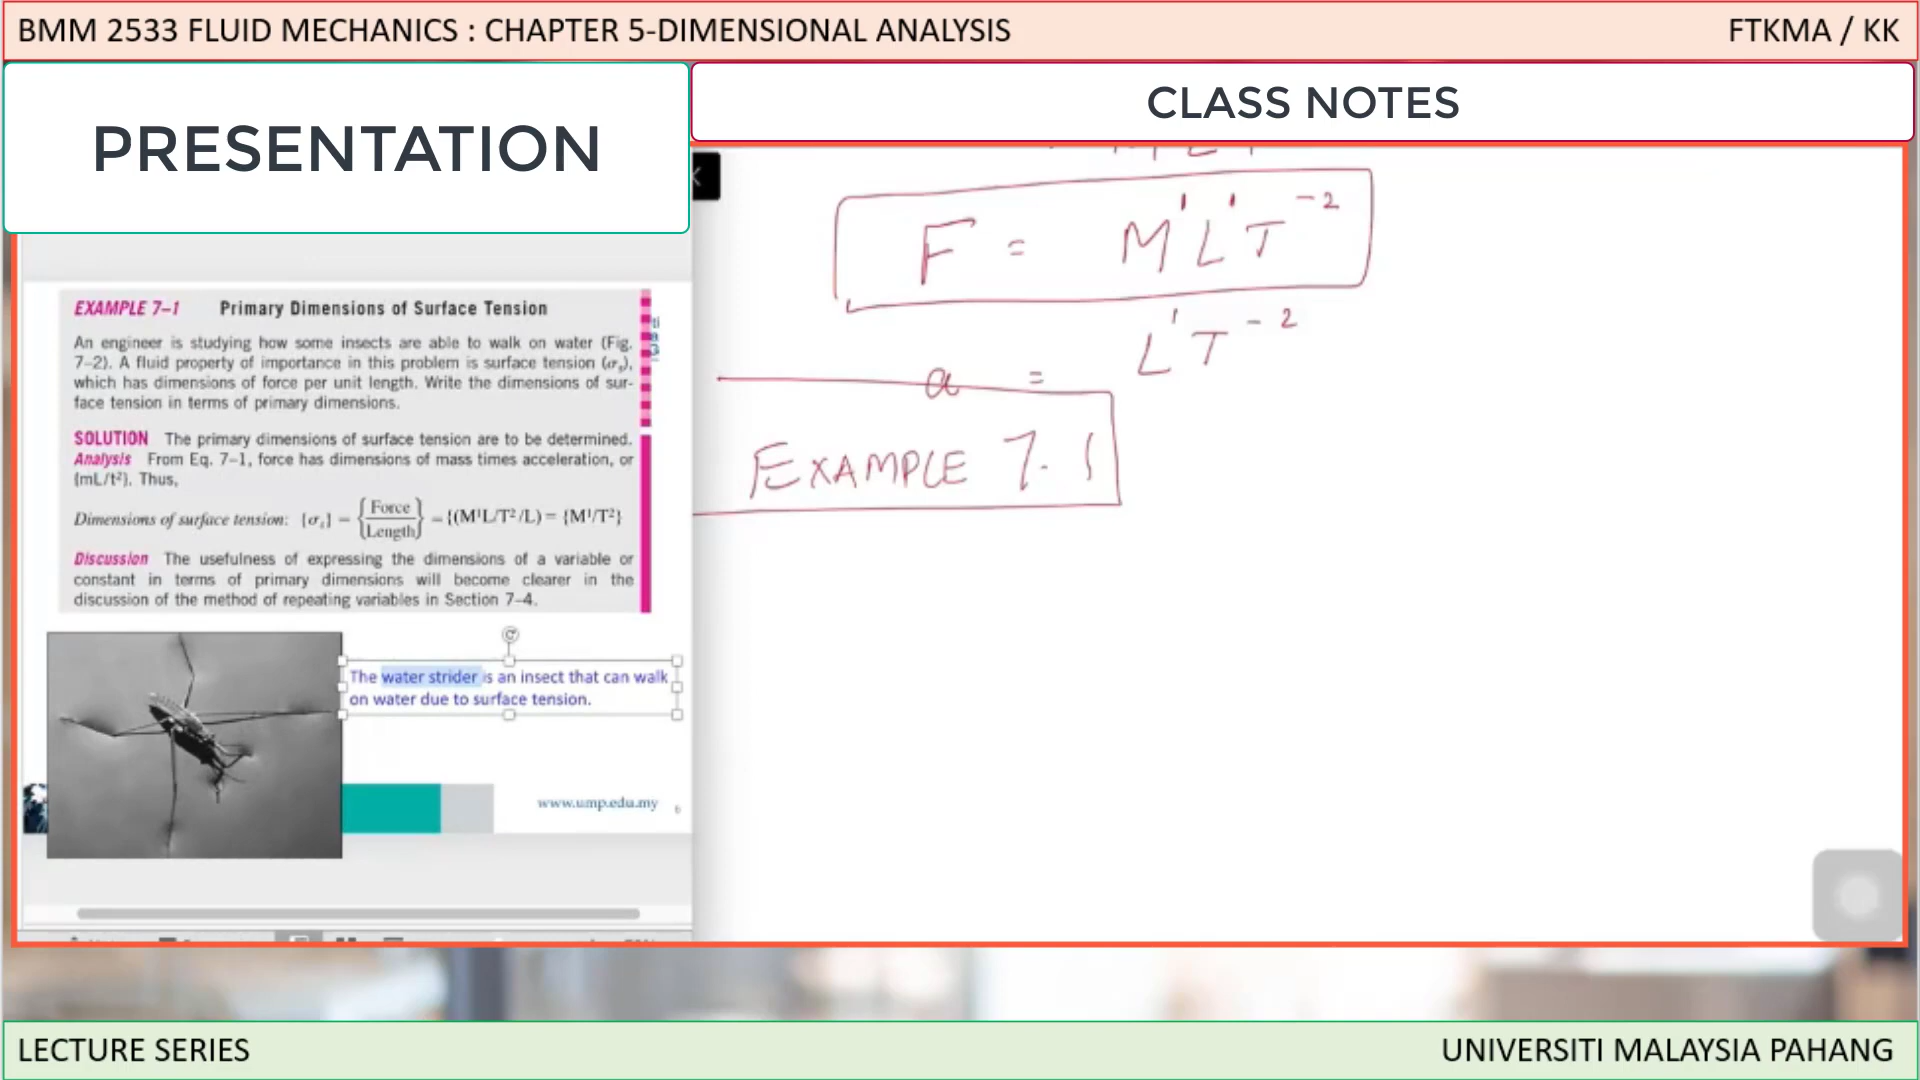 BMM 2533 FLUID MECHANICS : CHAPTER 5-DIMENSIONAL ANALYSIS
FTKMA / KK
PRESENTATION
CLASS NOTES
EXAMPLE 7–1 Primary Dimensions of Surface Tension
An engineer is studying how some insects are able to walk on water (Fig.
7–2). A fluid property of importance in this problem is surface tension (σₛ),
which has dimensions of force per unit length. Write the dimensions of sur-
face tension in terms of primary dimensions.
SOLUTION The primary dimensions of surface tension are to be determined.
Analysis From Eq. 7–1, force has dimensions of mass times acceleration, or
{mL/t²}. Thus,
Dimensions of surface tension: {σₛ} = {Force/Length} = {(M¹L/T²/L) = {M¹/T²}
Discussion The usefulness of expressing the dimensions of a variable or
constant in terms of primary dimensions will become clearer in the
discussion of the method of repeating variables in Section 7–4.
The water strider is an insect that can walk
on water due to surface tension.
www.ump.edu.my 6
F = M¹L¹T⁻²
a = L¹T⁻²
EXAMPLE 7.1
LECTURE SERIES
UNIVERSITI MALAYSIA PAHANG